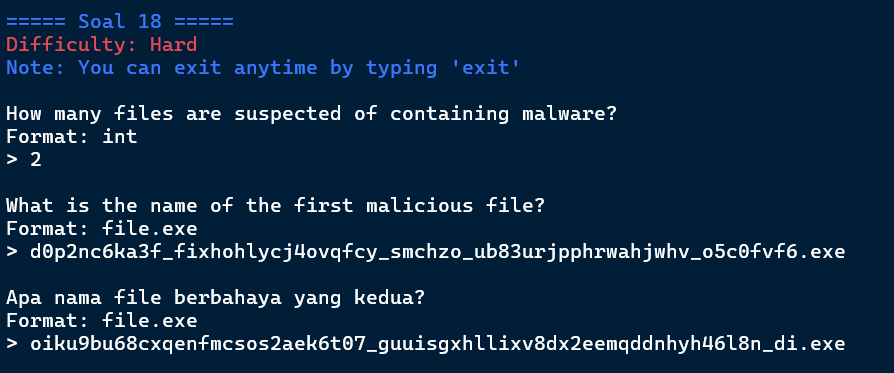 ===== Soal 18 =====
Difficulty: Hard
Note: You can exit anytime by typing 'exit'
How many files are suspected of containing malware?
Format: int
> 2
What is the name of the first malicious file?
Format: file.exe
> d0p2nc6ka3f_fixhohlycj4ovqfcy_smchzo_ub83urjpphrwahjwhv_o5c0fvf6.exe
Apa nama file berbahaya yang kedua?
Format: file.exe
> oiku9bu68cxqenfmcsos2aek6t07_guuisgxhllixv8dx2eemqddnhyh46l8n_di.exe